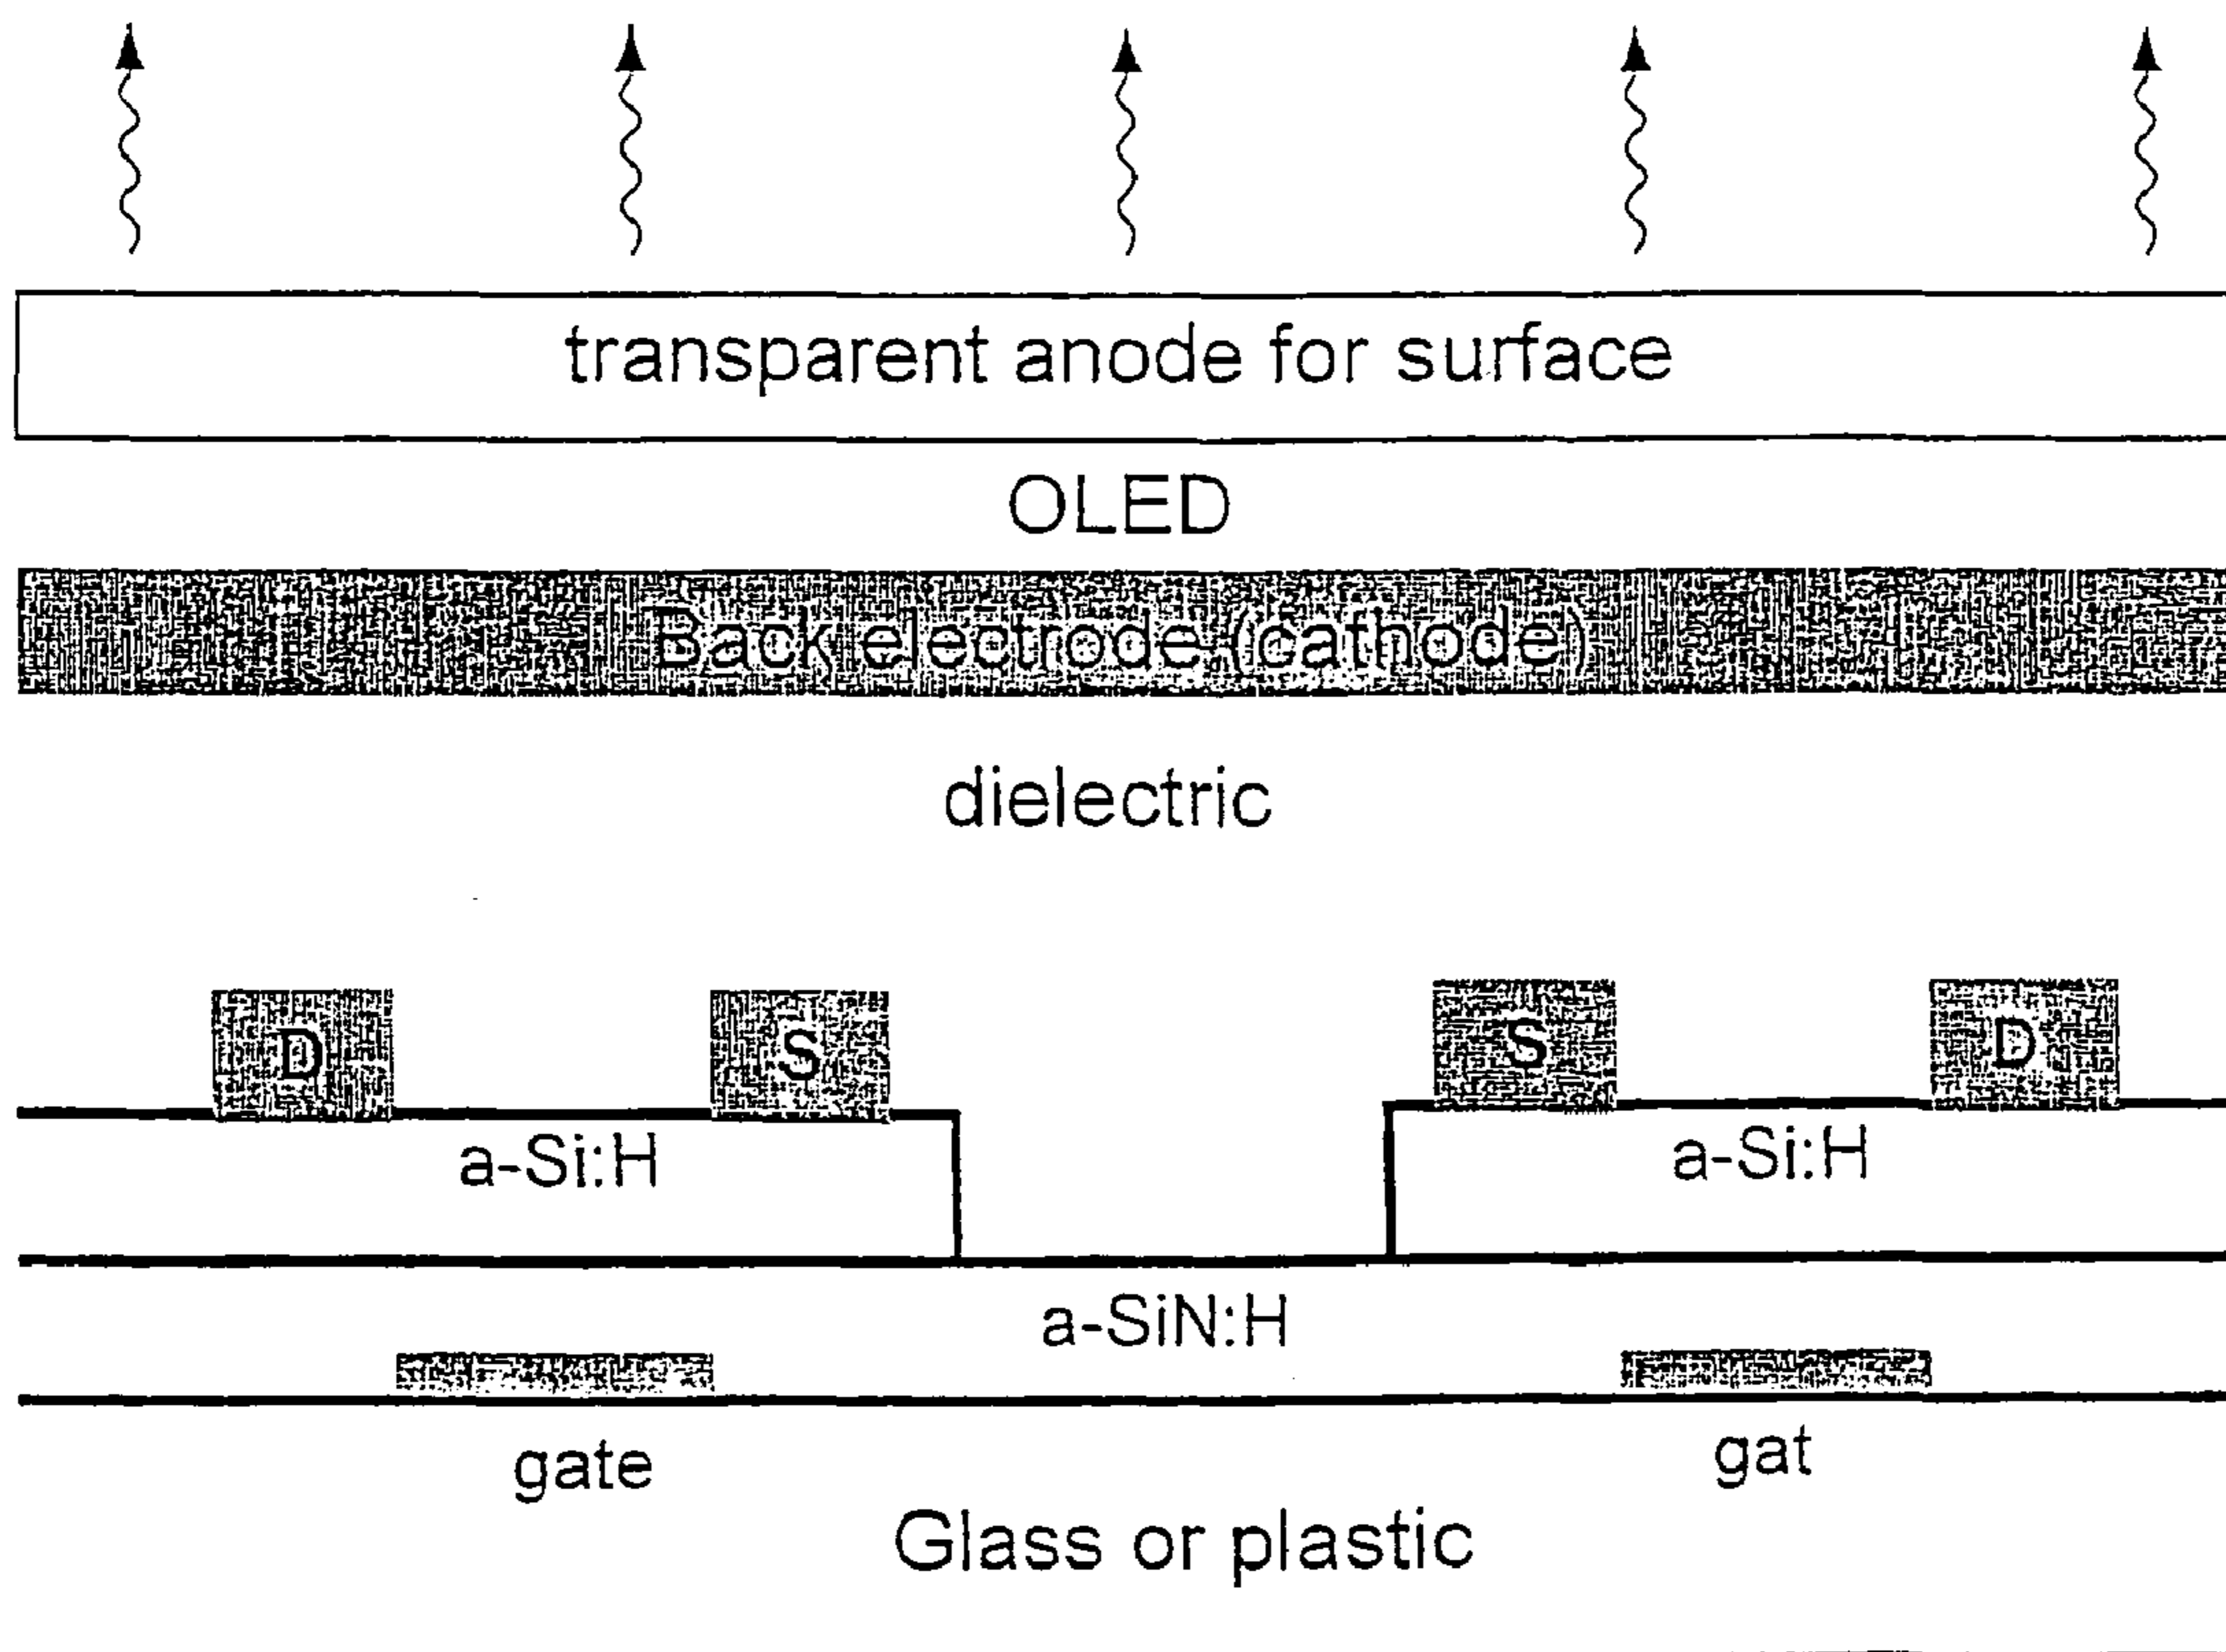 transparent anode for surface
OLED
Back electrode (cathode)
dielectric
D S S D
a-Si:H a-Si:H
a-SiN:H
gate gat
Glass or plastic